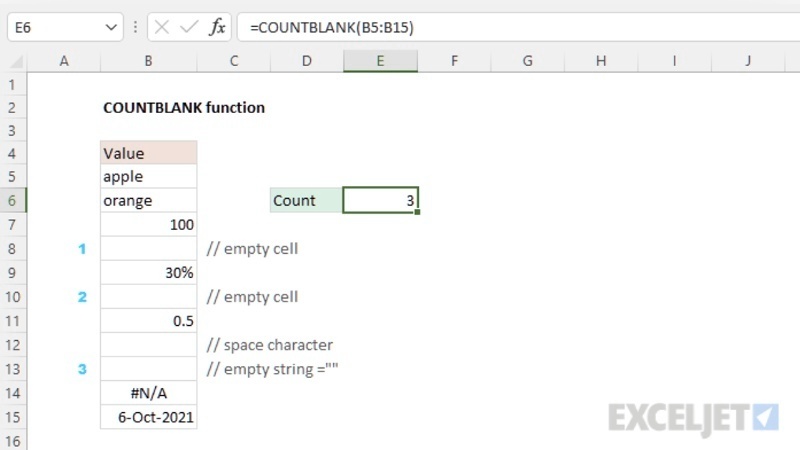 E6 fx =COUNTBLANK(B5:B15)
A B C D E F G H I J
1
2 COUNTBLANK function
3
4 Value
5 apple
6 orange Count 3
7 100
8 1 // empty cell
9 30%
10 2 // empty cell
11 0.5
12 // space character
13 3 // empty string =""
14 #N/A
15 6-Oct-2021
16
EXCELJET